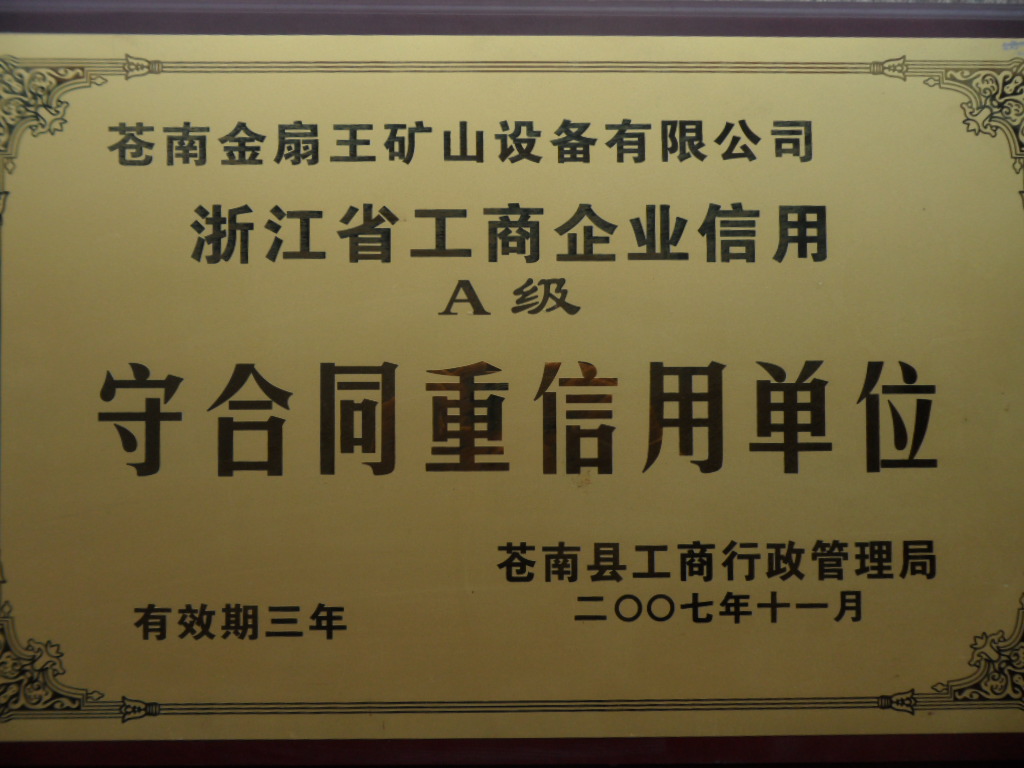 苍南金扇王矿山设备有限公司
浙江省工商企业信用
A级
守合同重信用单位
苍南县工商行政管理局
有效期三年
二〇〇七年十一月